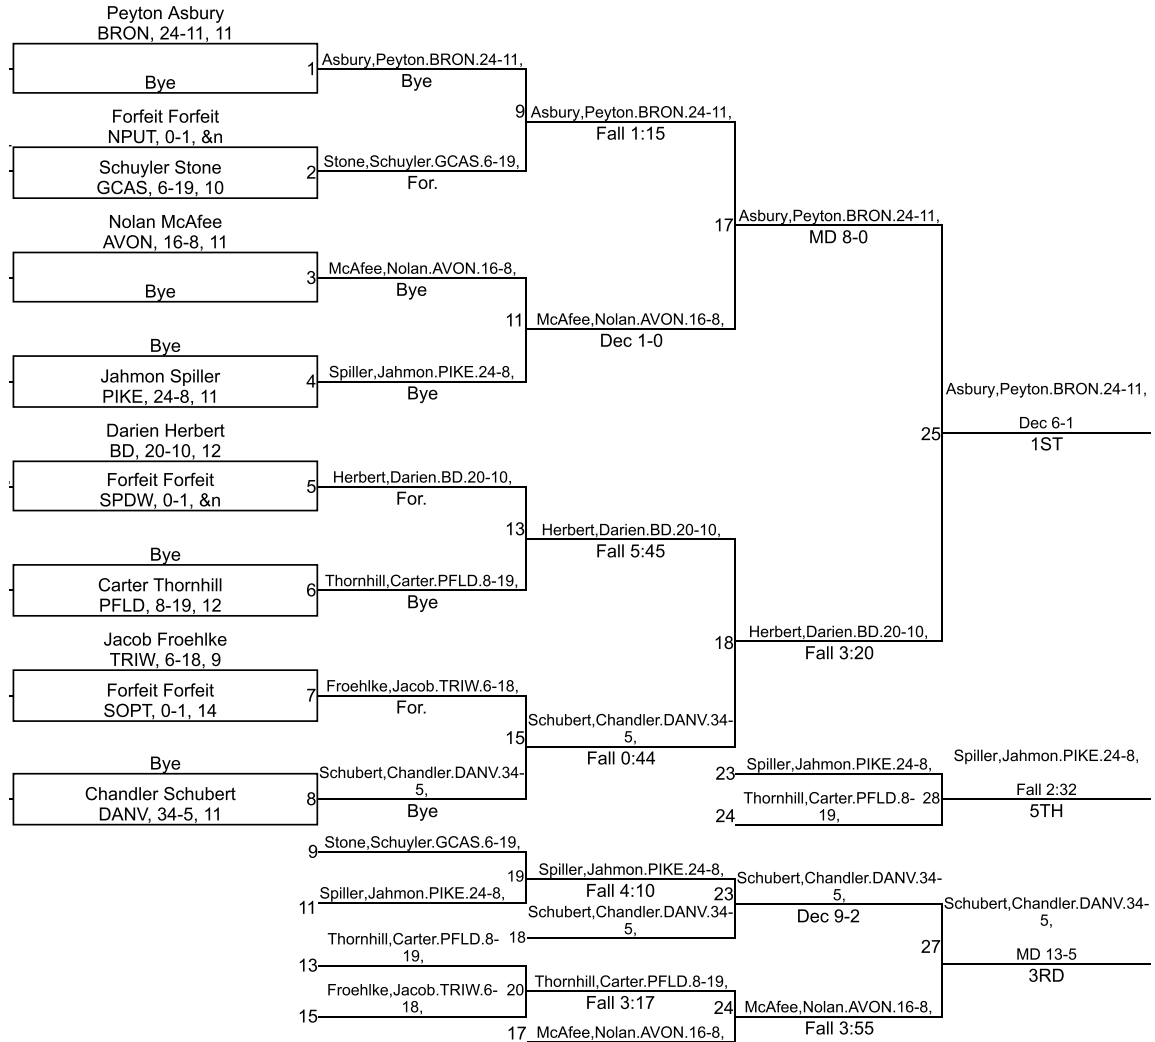 Peyton Asbury
BRON, 24-11, 11
Bye
1
Asbury,Peyton.BRON.24-11,
Bye
Forfeit Forfeit
NPUT, 0-1, &n
Schuyler Stone
GCAS, 6-19, 10
2
Stone,Schuyler.GCAS.6-19,
For.
9
Asbury,Peyton.BRON.24-11,
Fall 1:15
Nolan McAfee
AVON, 16-8, 11
Bye
3
McAfee,Nolan.AVON.16-8,
Bye
Bye
Jahmon Spiller
PIKE, 24-8, 11
4
Spiller,Jahmon.PIKE.24-8,
Bye
11
McAfee,Nolan.AVON.16-8,
Dec 1-0
17
Asbury,Peyton.BRON.24-11,
MD 8-0
Darien Herbert
BD, 20-10, 12
Forfeit Forfeit
SPDW, 0-1, &n
5
Herbert,Darien.BD.20-10,
For.
Bye
Carter Thornhill
PFLD, 8-19, 12
6
Thornhill,Carter.PFLD.8-19,
Bye
13
Herbert,Darien.BD.20-10,
Fall 5:45
Jacob Froehlke
TRIW, 6-18, 9
Forfeit Forfeit
SOPT, 0-1, 14
7
Froehlke,Jacob.TRIW.6-18,
For.
Bye
Chandler Schubert
DANV, 34-5, 11
8
Schubert,Chandler.DANV.34-
5,
Bye
15
Schubert,Chandler.DANV.34-
5,
Fall 0:44
18
Herbert,Darien.BD.20-10,
Fall 3:20
25
Asbury,Peyton.BRON.24-11,
Dec 6-1
1ST
23
Spiller,Jahmon.PIKE.24-8,
24
Thornhill,Carter.PFLD.8-
19,
28
Spiller,Jahmon.PIKE.24-8,
Fall 2:32
5TH
9
Stone,Schuyler.GCAS.6-19,
11
Spiller,Jahmon.PIKE.24-8,
19
Spiller,Jahmon.PIKE.24-8,
Fall 4:10
18
Schubert,Chandler.DANV.34-
5,
23
Schubert,Chandler.DANV.34-
5,
Dec 9-2
13
Thornhill,Carter.PFLD.8-
19,
15
Froehlke,Jacob.TRIW.6-
18,
20
Thornhill,Carter.PFLD.8-19,
Fall 3:17
17
McAfee,Nolan.AVON.16-8,
24
McAfee,Nolan.AVON.16-8,
Fall 3:55
27
Schubert,Chandler.DANV.34-
5,
MD 13-5
3RD